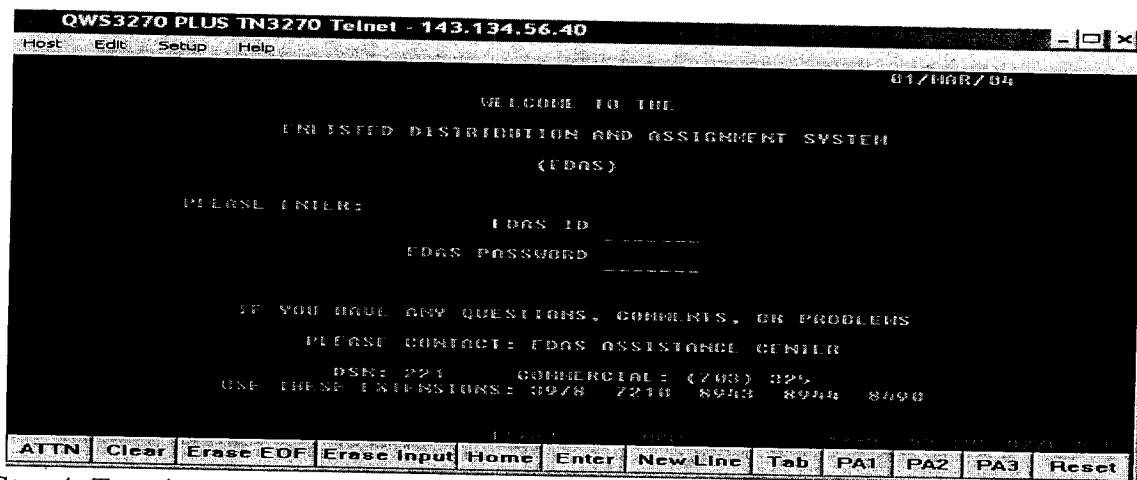 QWS3270 PLUS TN3270 Telnet - 143.134.56.40
Host Edit Setup Help
01/MAR/04
WELCOME TO THE
ENLISTED DISTRIBUTION AND ASSIGNMENT SYSTEM
(EDAS)
PLEASE ENTER:
EDAS ID _______
EDAS PASSWORD _______
IF YOU HAVE ANY QUESTIONS, COMMENTS, OR PROBLEMS
PLEASE CONTACT: EDAS ASSISTANCE CENTER
DSN: 221 COMMERCIAL: (703) 325
USE THESE EXTENSIONS: 3978 7210 8943 8944 8490
ATTN Clear Erase EOF Erase Input Home Enter New Line Tab PA1 PA2 PA3 Reset